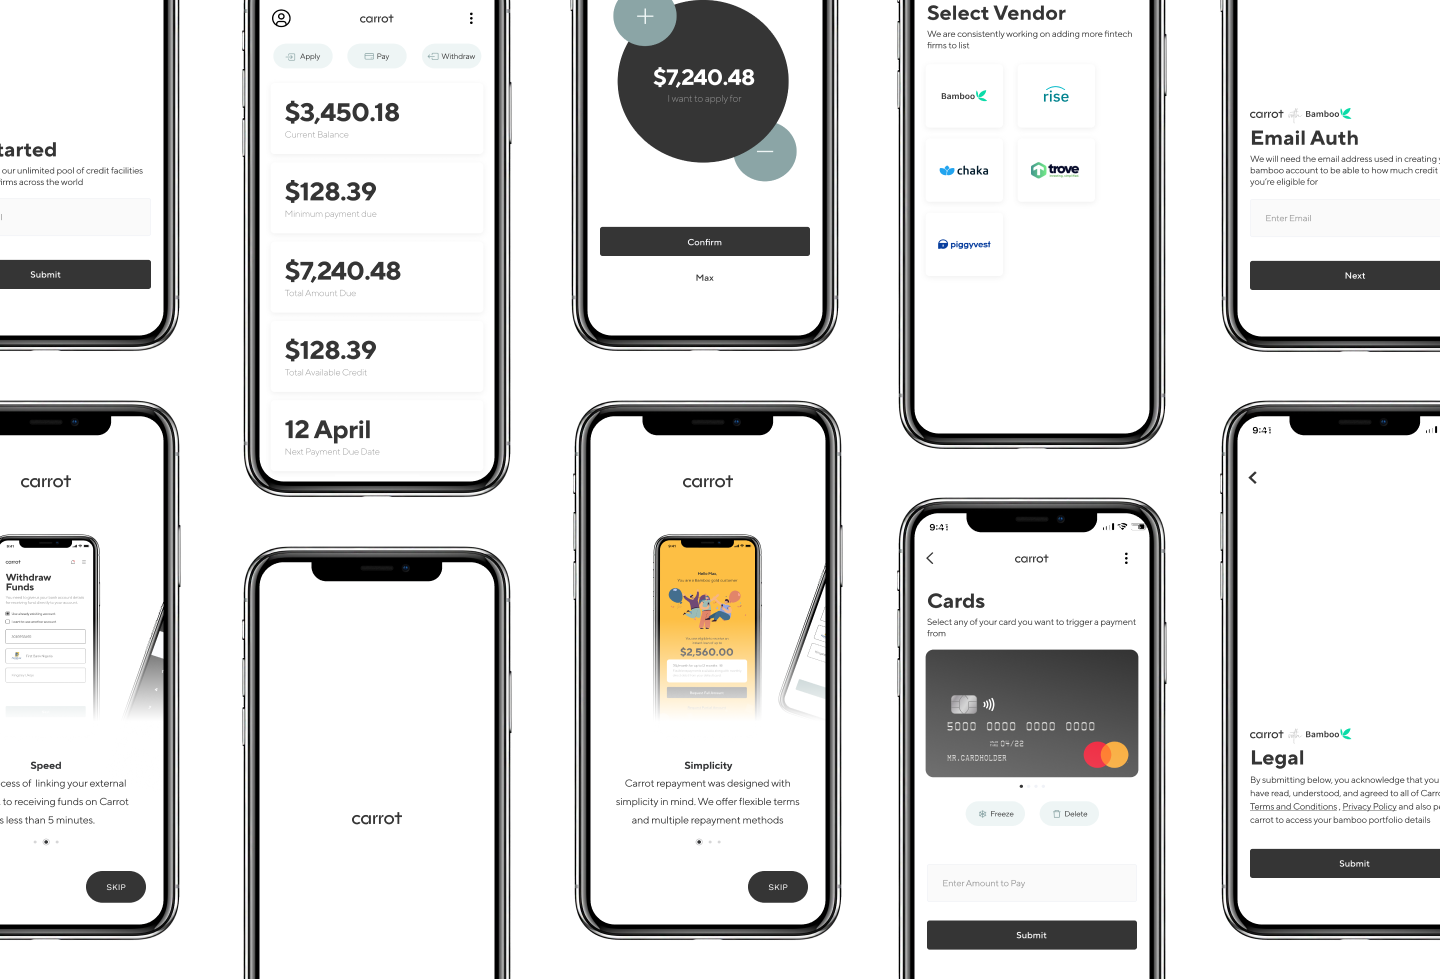 tarted
our unlimited pool of credit facilities
firms across the world
Submit
carrot
Apply
Pay
Withdraw
$3,450.18
Current Balance
$128.39
Minimum payment due
$7,240.48
Total Amount Due
$128.39
Total Available Credit
12 April
Next Payment Due Date
$7,240.48
I want to apply for
Confirm
Max
Select Vendor
We are consistently working on adding more fintech
firms to list
Bamboo
rise
chaka
trove
piggyvest
carrot
Bamboo
Email Auth
We will need the email address used in creating
bamboo account to be able to how much credit
you're eligible for
Enter Email
Next
carrot
carrot
Withdraw
Funds
Speed
cess of linking your external
to receiving funds on Carrot
s less than 5 minutes.
SKIP
carrot
carrot
Hello Max,
You are a Bamboo gold customer
$2,560.00
Simplicity
Carrot repayment was designed with
simplicity in mind. We offer flexible terms
and multiple repayment methods
SKIP
9:41
carrot
Cards
Select any of your card you want to trigger a payment
from
5000 0000 0000 0000
04/22
MR.CARDHOLDER
Freeze
Delete
Enter Amount to Pay
Submit
9:41
carrot
Bamboo
Legal
By submitting below, you acknowledge that you
have read, understood, and agreed to all of Carro
Terms and Conditions , Privacy Policy and also pe
carrot to access your bamboo portfolio details
Submit